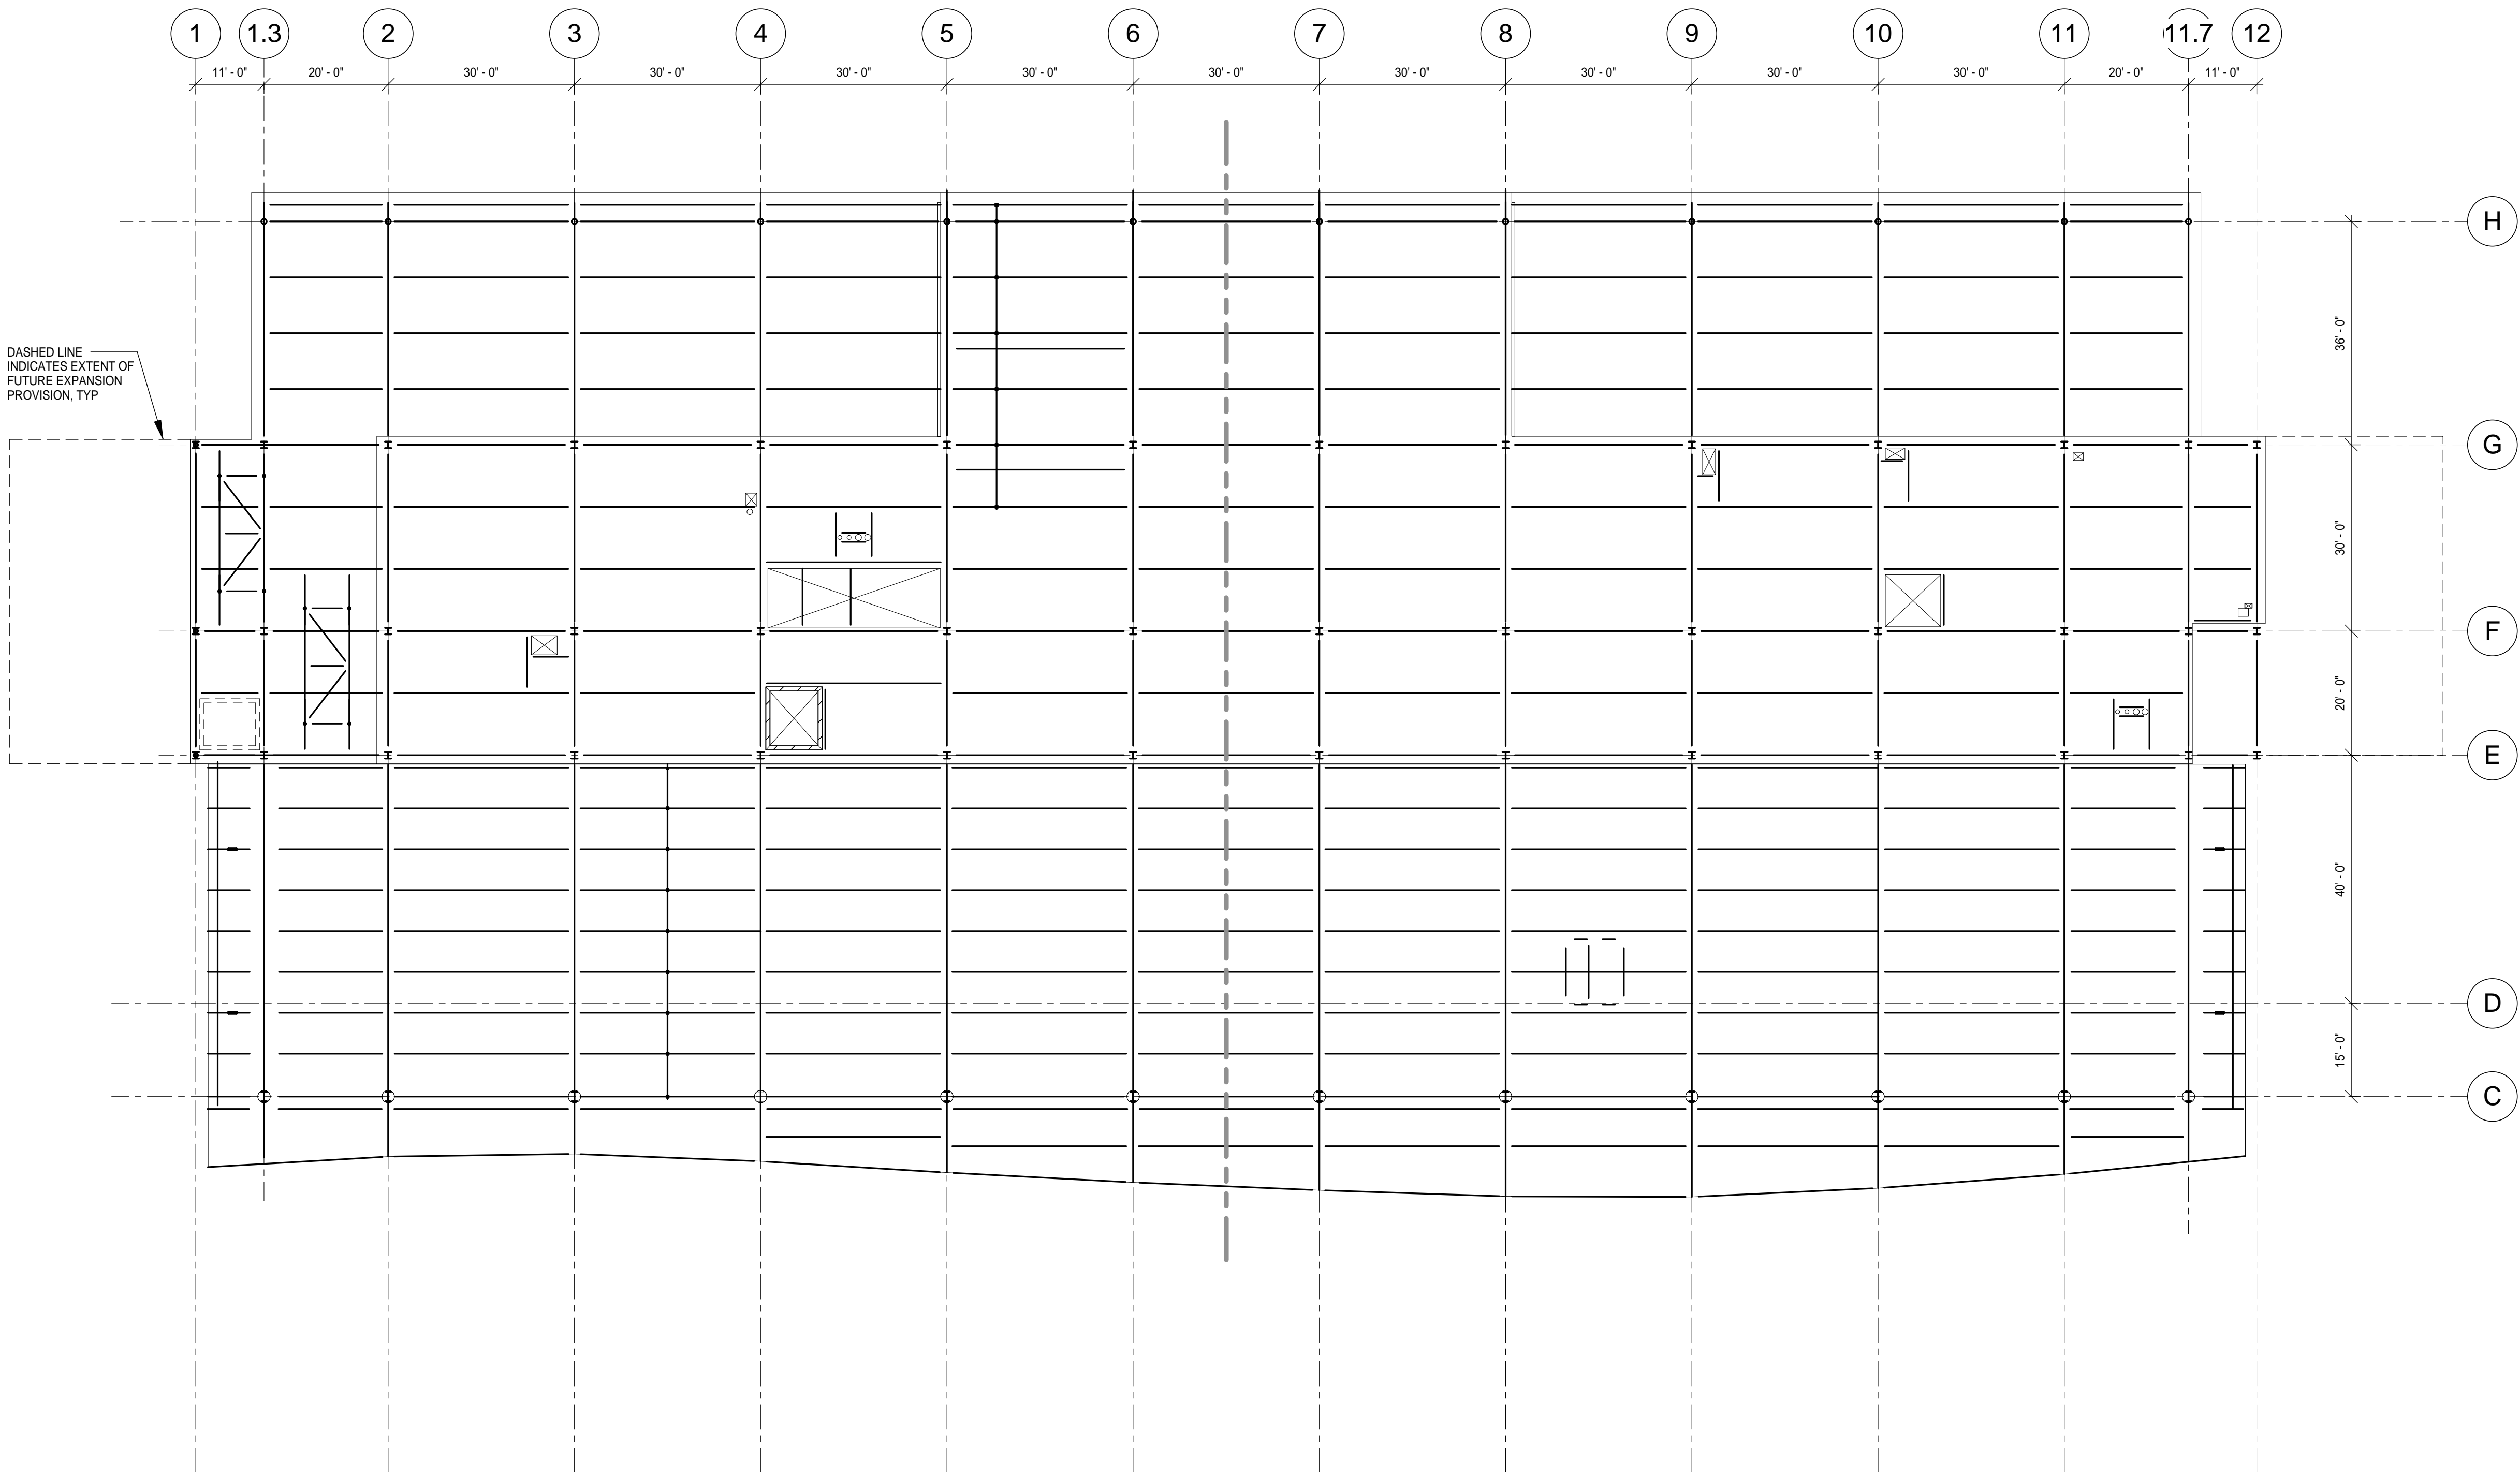 1 1.3 2 3 4 5 6 7 8 9 10 11 11.7 12
11' - 0" 20' - 0" 30' - 0" 30' - 0" 30' - 0" 30' - 0" 30' - 0" 30' - 0" 30' - 0" 30' - 0" 30' - 0" 20' - 0" 11' - 0"
H
36' - 0"
DASHED LINE
INDICATES EXTENT OF
FUTURE EXPANSION
PROVISION, TYP
G
30' - 0"
F
20' - 0"
E
40' - 0"
D
15' - 0"
C